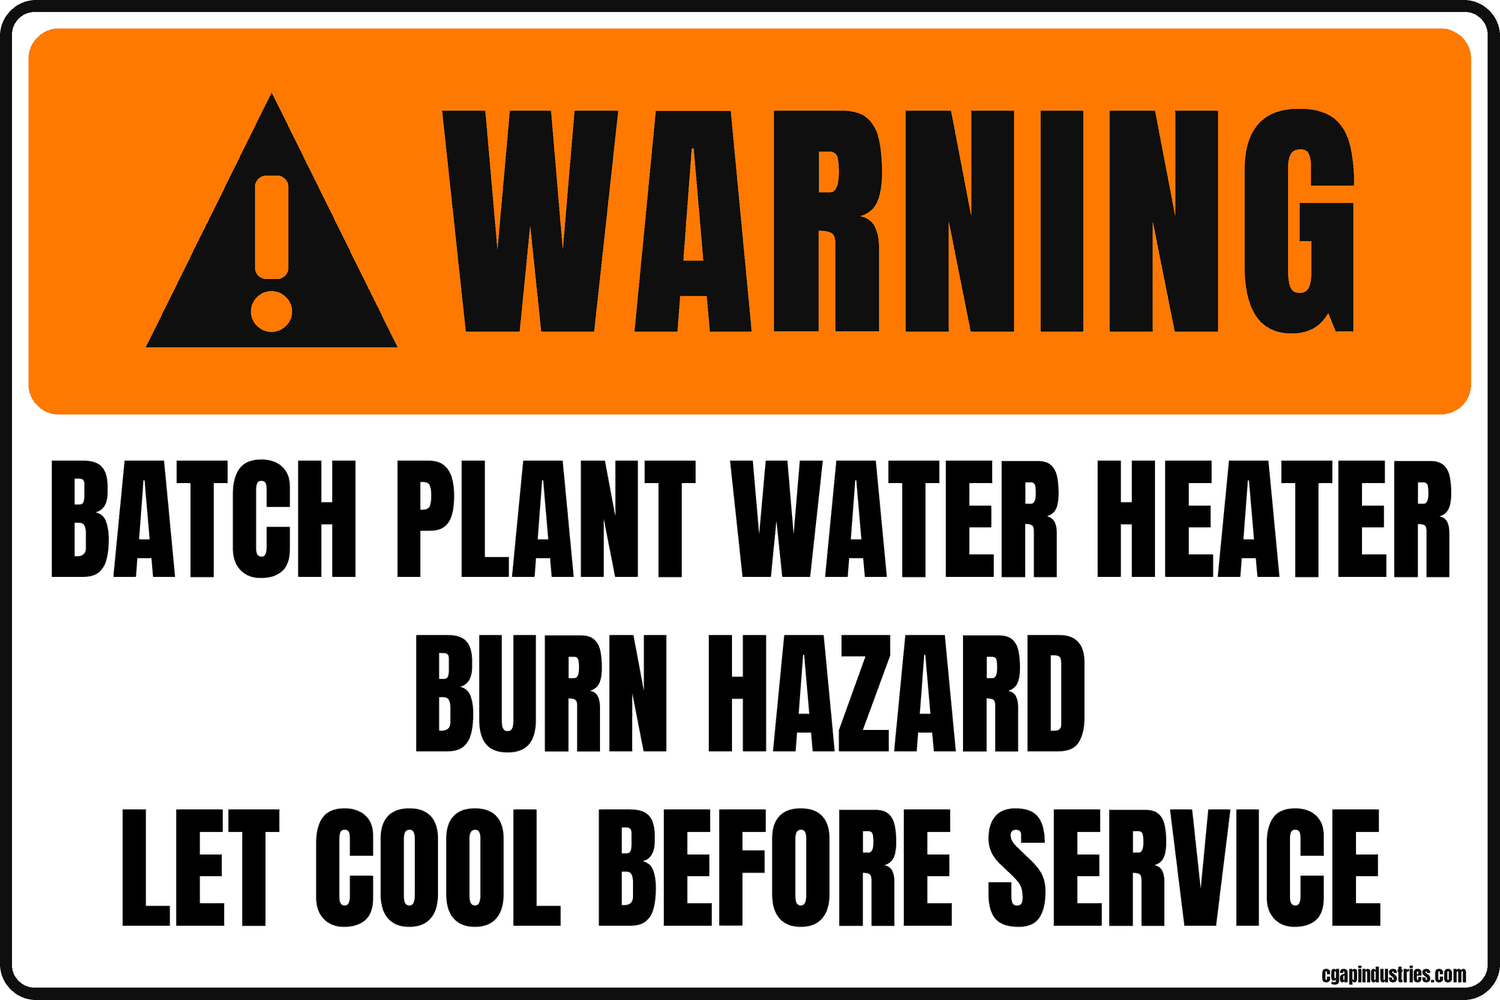 WARNING
BATCH PLANT WATER HEATER
BURN HAZARD
LET COOL BEFORE SERVICE
cgapindustries.com